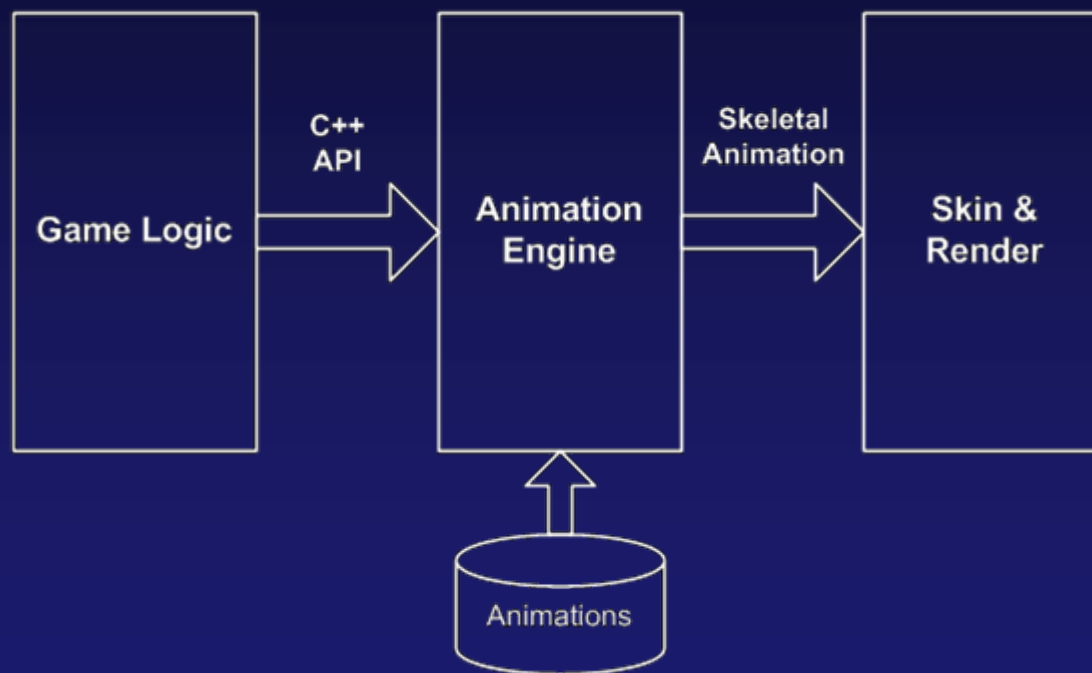 Game Logic
C++
API
Animation
Engine
Skeletal
Animation
Skin &
Render
Animations